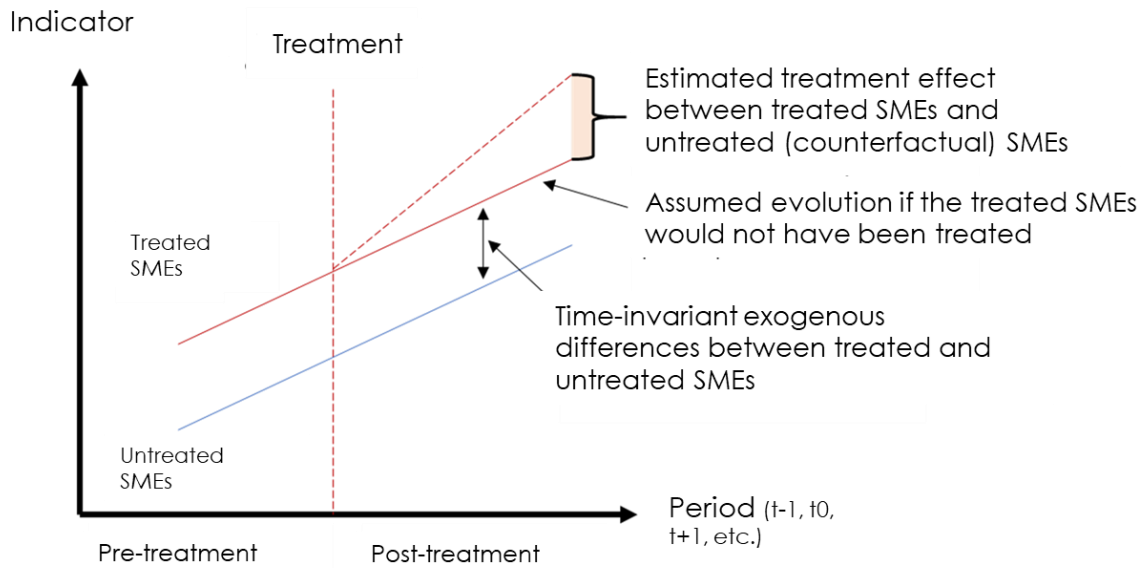 Indicator
Treatment
Estimated treatment effect
between treated SMEs and
untreated (counterfactual) SMEs
Assumed evolution if the treated SMEs
would not have been treated
Treated
SMEs
Time-invariant exogenous
differences between treated and
untreated SMEs
Untreated
SMEs
Period (t-1, t0,
t+1, etc.)
Pre-treatment
Post-treatment